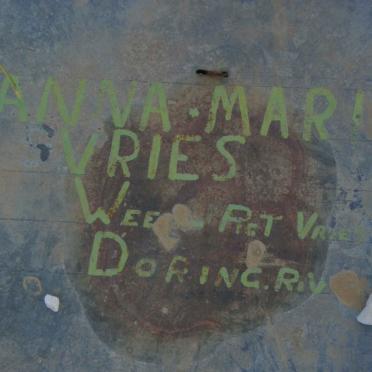 ANNA·MARI
VRIES
WEE PIET VRIES
DORING.RIV